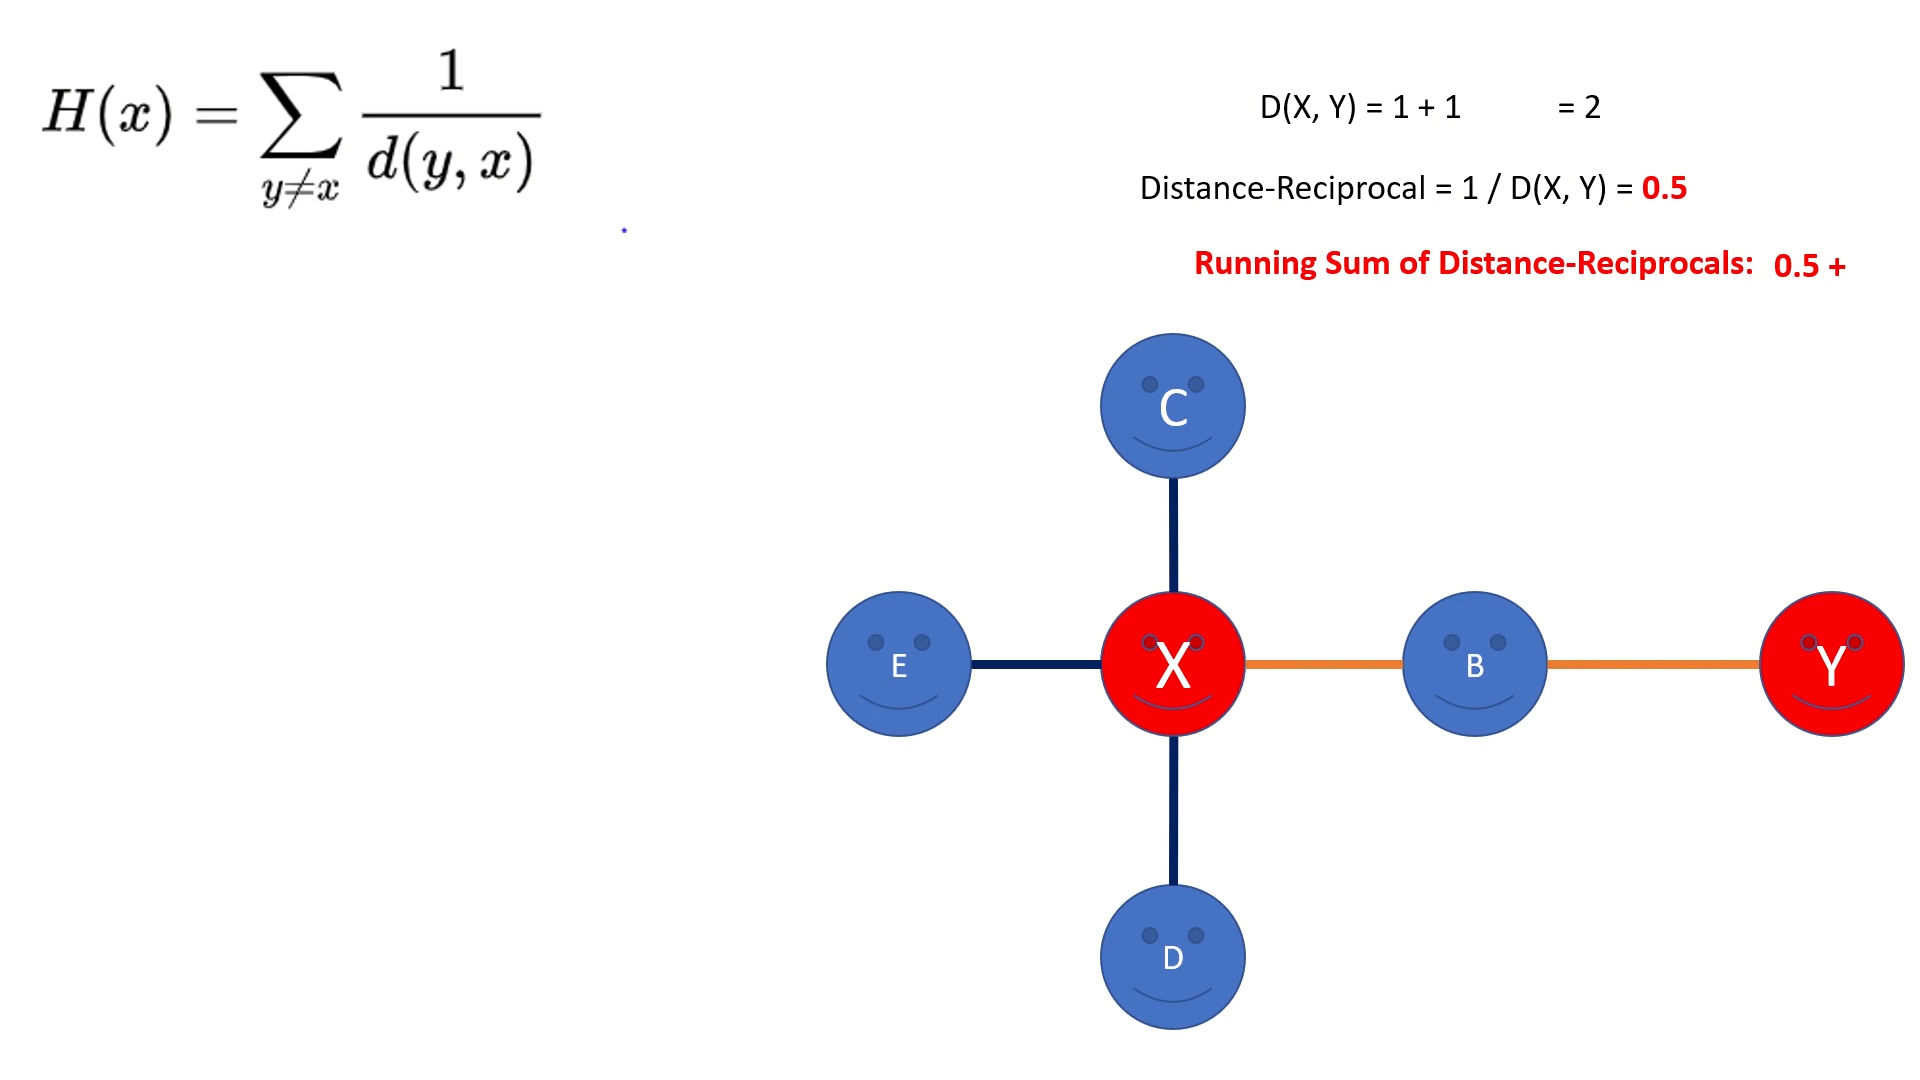 H(x) = ∑_{y≠x} 1 / d(y, x)
D(X, Y) = 1 + 1 = 2
Distance-Reciprocal = 1 / D(X, Y) = 0.5
Running Sum of Distance-Reciprocals: 0.5 +
C
E X B Y
D